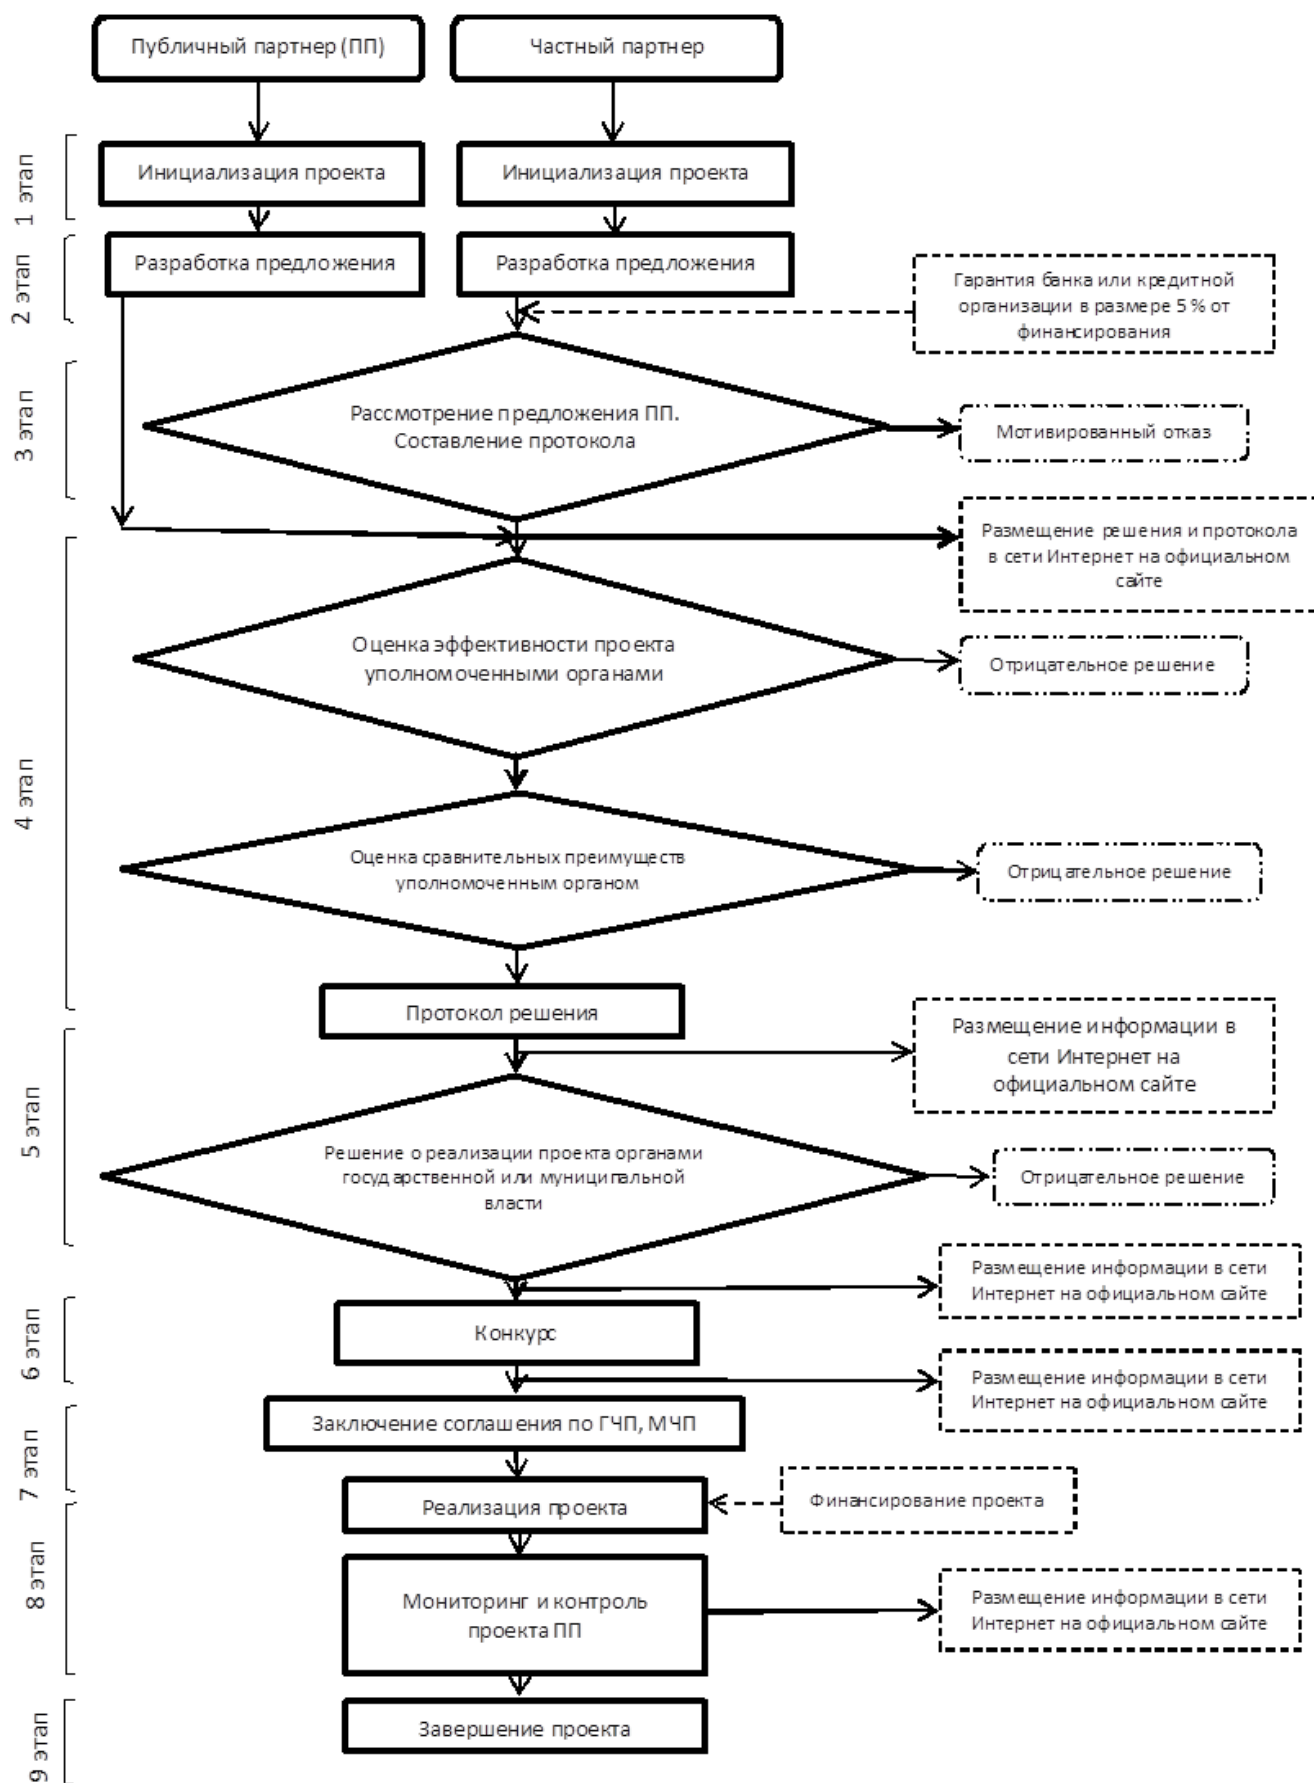 Публичный партнер (ПП)
Частный партнер
1 этап
Инициализация проекта
Инициализация проекта
2 этап
Разработка предложения
Разработка предложения
Гарантия банка или кредитной
организации в размере 5 % от
финансирования
3 этап
Рассмотрение предложения ПП.
Составление протокола
Мотивированный отказ
Размещение решения и протокола
в сети Интернет на официальном
сайте
4 этап
Оценка эффективности проекта
уполномоченными органами
Отрицательное решение
Оценка сравнительных преимуществ
уполномоченным органом
Отрицательное решение
Протокол решения
5 этап
Размещение информации в
сети Интернет на
официальном сайте
Решение о реализации проекта органами
государственной или муниципальной
власти
Отрицательное решение
Размещение информации в сети
Интернет на официальном сайте
6 этап
Конкурс
Размещение информации в сети
Интернет на официальном сайте
7 этап
Заключение соглашения по ГЧП, МЧП
Реализация проекта
Финансирование проекта
8 этап
Мониторинг и контроль
проекта ПП
Размещение информации в сети
Интернет на официальном сайте
9 этап
Завершение проекта